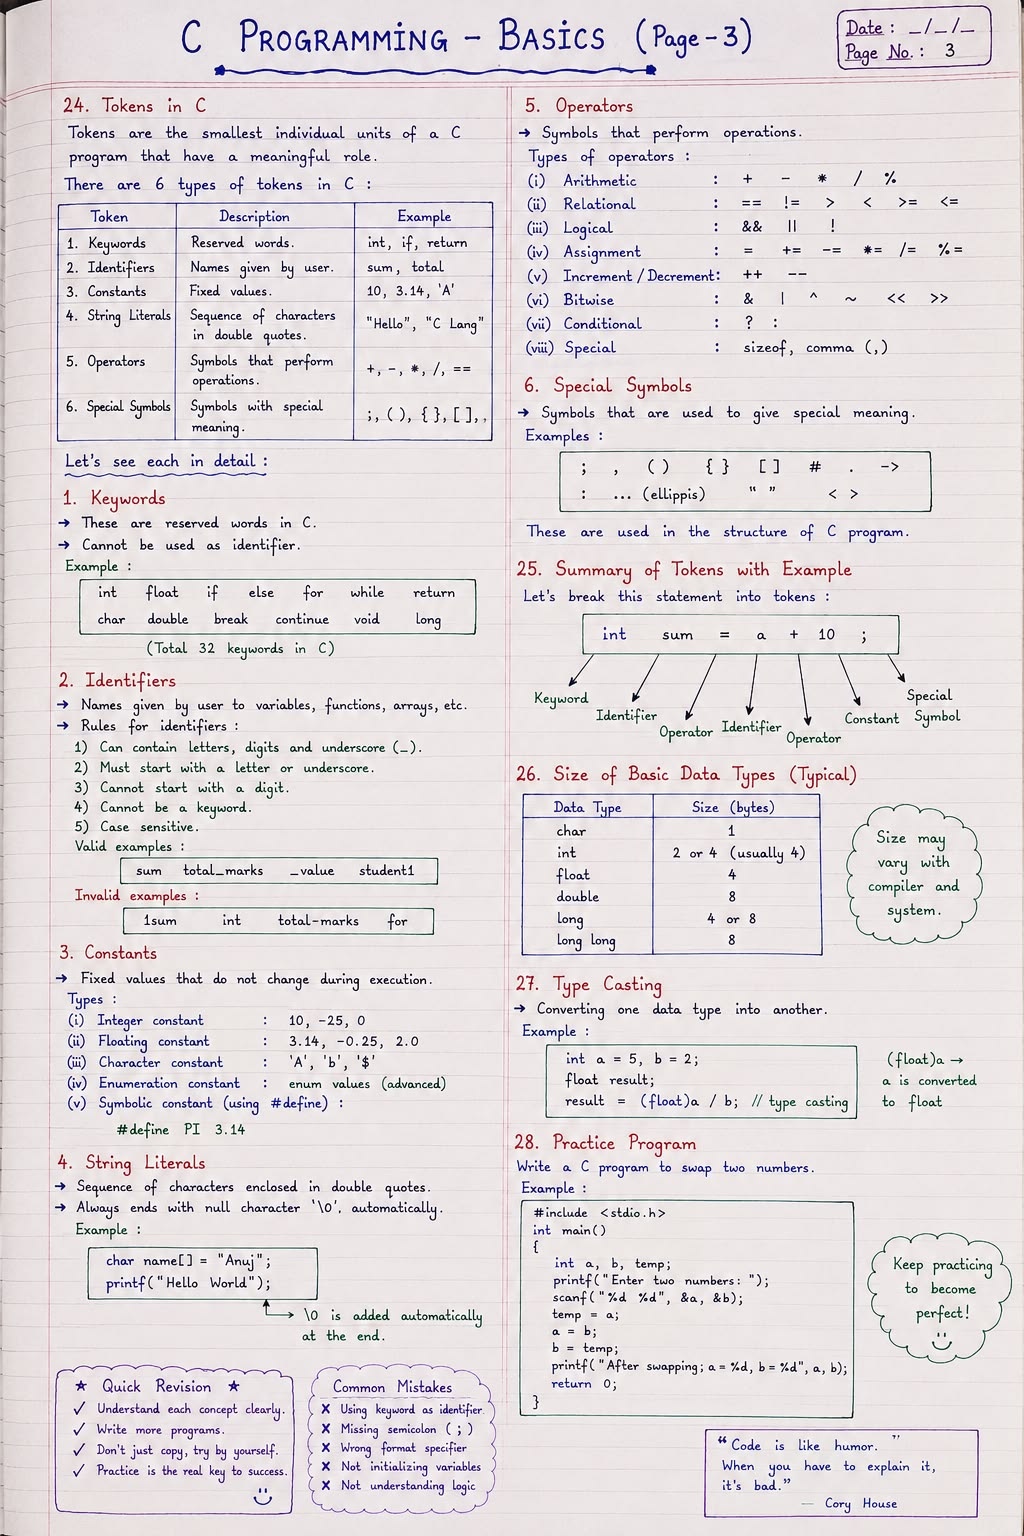 C PROGRAMMING - BASICS (Page-3)
Date : _/_/_
Page No. : 3
24. Tokens in C
Tokens are the smallest individual units of a C
program that have a meaningful role.
There are 6 types of tokens in C :
Token Description Example
1. Keywords Reserved words. int, if, return
2. Identifiers Names given by user. sum, total
3. Constants Fixed values. 10, 3.14, 'A'
4. String Literals Sequence of characters "Hello", "C Lang"
in double quotes.
5. Operators Symbols that perform +, -, *, /, ==
operations.
6. Special Symbols Symbols with special ;, ( ), { }, [ ], ,
meaning.
Let's see each in detail :
1. Keywords
→ These are reserved words in C.
→ Cannot be used as identifier.
Example :
int float if else for while return
char double break continue void long
(Total 32 keywords in C)
2. Identifiers
→ Names given by user to variables, functions, arrays, etc.
→ Rules for identifiers :
1) Can contain letters, digits and underscore (_).
2) Must start with a letter or underscore.
3) Cannot start with a digit.
4) Cannot be a keyword.
5) Case sensitive.
Valid examples :
sum total_marks _value student1
Invalid examples :
1sum int total-marks for
3. Constants
→ Fixed values that do not change during execution.
Types :
(i) Integer constant : 10, -25, 0
(ii) Floating constant : 3.14, -0.25, 2.0
(iii) Character constant : 'A', 'b', '$'
(iv) Enumeration constant : enum values (advanced)
(v) Symbolic constant (using #define) :
#define PI 3.14
4. String Literals
→ Sequence of characters enclosed in double quotes.
→ Always ends with null character '\0', automatically.
Example :
char name[] = "Anuj";
printf("Hello World");
\0 is added automatically
at the end.
★ Quick Revision ★
✓ Understand each concept clearly.
✓ Write more programs.
✓ Don't just copy, try by yourself.
✓ Practice is the real key to success.
Common Mistakes
✗ Using keyword as identifier.
✗ Missing semicolon ( ; )
✗ Wrong format specifier
✗ Not initializing variables
✗ Not understanding logic
5. Operators
→ Symbols that perform operations.
Types of operators :
(i) Arithmetic : + - * / %
(ii) Relational : == != > < >= <=
(iii) Logical : && || !
(iv) Assignment : = += -= *= /= %=
(v) Increment / Decrement: ++ --
(vi) Bitwise : & | ^ ~ << >>
(vii) Conditional : ? :
(viii) Special : sizeof, comma (,)
6. Special Symbols
→ Symbols that are used to give special meaning.
Examples :
; , ( ) { } [ ] # . ->
: ... (ellippis) " " < >
These are used in the structure of C program.
25. Summary of Tokens with Example
Let's break this statement into tokens :
int sum = a + 10 ;
Keyword Identifier Operator Identifier Operator Constant Special
Symbol
26. Size of Basic Data Types (Typical)
Data Type Size (bytes)
char 1
int 2 or 4 (usually 4)
float 4
double 8
long 4 or 8
long long 8
Size may
vary with
compiler and
system.
27. Type Casting
→ Converting one data type into another.
Example :
int a = 5, b = 2;
float result;
result = (float)a / b; // type casting
(float)a →
a is converted
to float
28. Practice Program
Write a C program to swap two numbers.
Example :
#include <stdio.h>
int main()
{
int a, b, temp;
printf("Enter two numbers: ");
scanf("%d %d", &a, &b);
temp = a;
a = b;
b = temp;
printf("After swapping; a = %d, b = %d", a, b);
return 0;
}
Keep practicing
to become
perfect!
"Code is like humor. "
When you have to explain it,
it's bad."
— Cory House